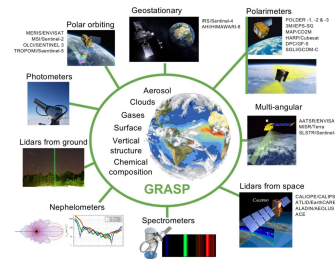 Geostationary
IRS/Sentinel-4
AHI/HIMAWARI-8
Polar orbiting
MERIS/ENVISAT
MSI/Sentinel-2
OLCI/SENTINEL 3
TROPOMI/Sentinel-5
Polarimeters
POLDER -1, -2 & -3
3MI/EPS-SG
MAP/CO2M
HARP/Cubesat
DPC/GF-5
SGLI/GCOM-C
Photometers
Aerosol
Clouds
Gases
Surface
Vertical
structure
Chemical
composition
GRASP
Multi-angular
AATSR/ENVISAT
MISR/Terra
SLSTR/Sentinel-
Lidars from ground
Lidars from space
CALIPSO
CALIOPE/CALIPS
ATLID/EarthCARE
ALADIN/AEOLUS
ACE
Nephelometers
Spectrometers